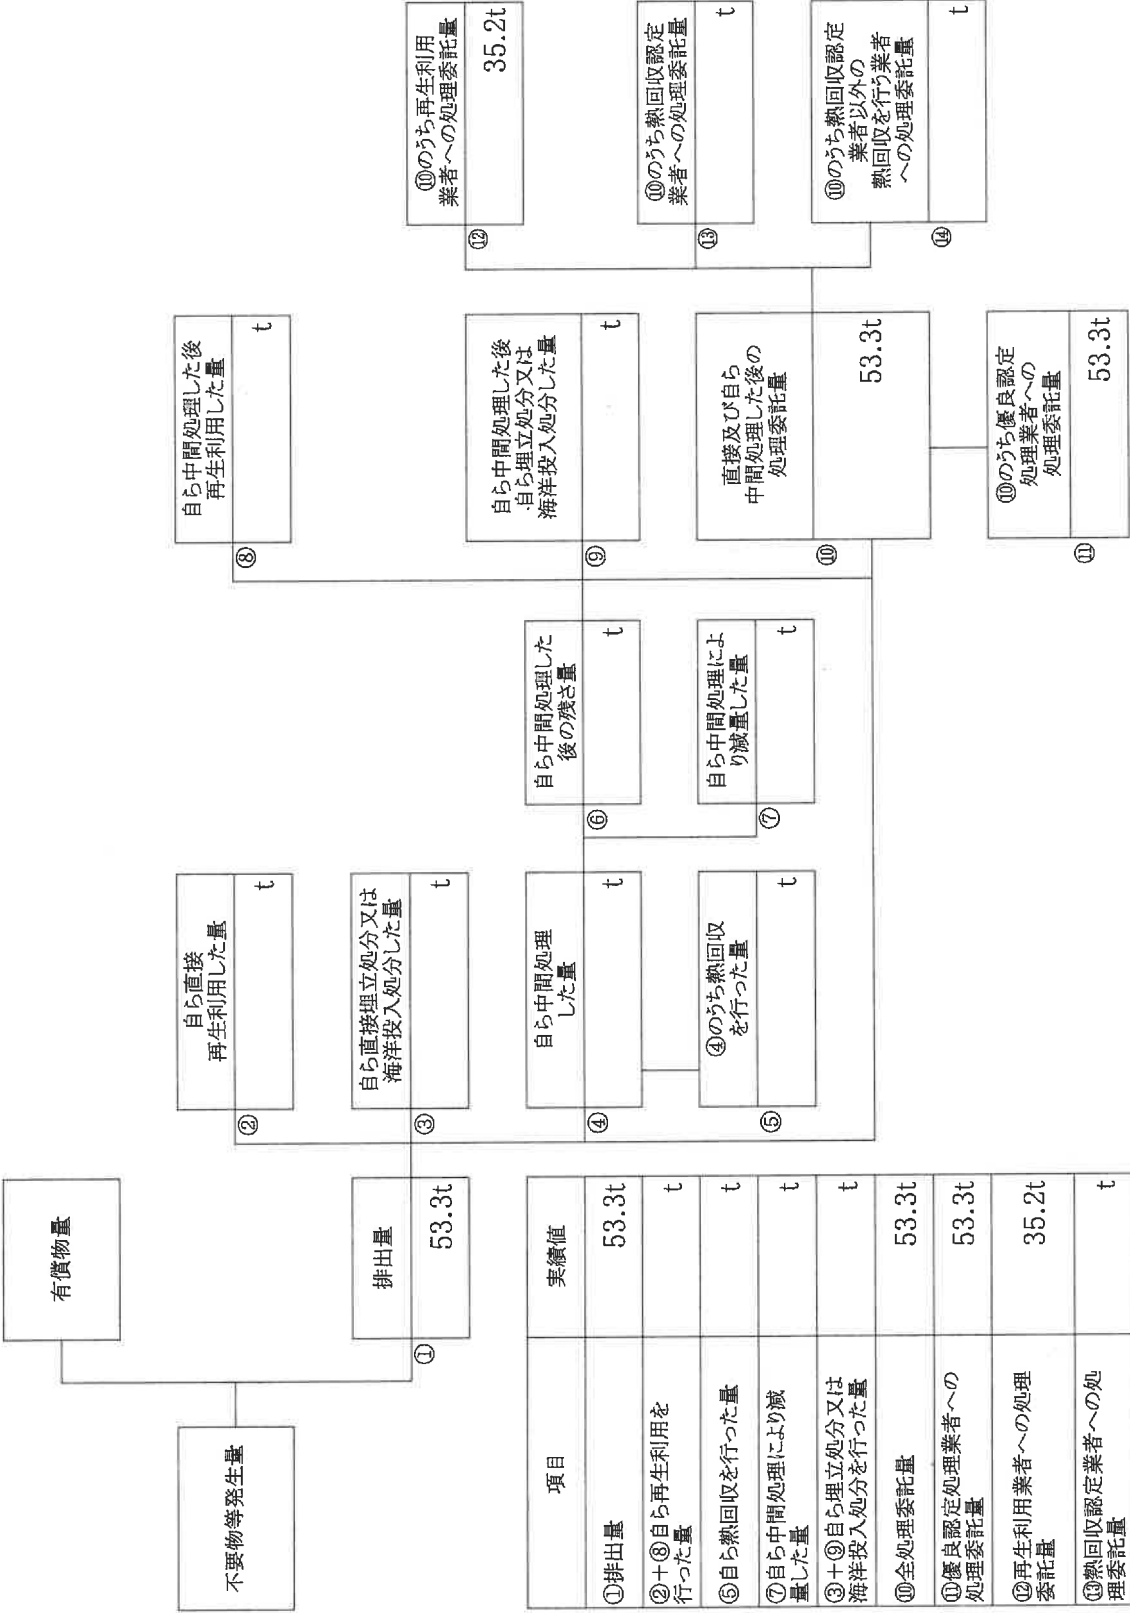 不要物等発生量
有償物量
排出量
①
53.3t
自ら直接
再生利用した量
②
t
自ら直接埋立処分又は
海洋投入処分した量
③
t
自ら中間処理
した量
④
t
④のうち熱回収
を行った量
⑤
t
自ら中間処理した
後の残さ量
⑥
t
自ら中間処理によ
り減量した量
⑦
t
自ら中間処理した後
再生利用した量
⑧
t
自ら中間処理した後
自ら埋立処分又は
海洋投入処分した量
⑨
t
直接及び自ら
中間処理した後の
処理委託量
⑩
53.3t
⑩のうち優良認定
処理業者への
処理委託量
⑪
53.3t
⑩のうち再生利用
業者への処理委託量
⑫
35.2t
⑩のうち熱回収認定
業者への処理委託量
⑬
t
⑩のうち熱回収認定
業者以外の
熱回収を行う業者
への処理委託量
⑭
t
項目 実績値
①排出量 53.3t
②+⑧自ら再生利用を
行った量 t
⑤自ら熱回収を行った量 t
⑦自ら中間処理により減
量した量 t
③+⑨自ら埋立処分又は
海洋投入処分を行った量 t
⑩全処理委託量 53.3t
⑪優良認定処理業者への
処理委託量 53.3t
⑫再生利用業者への処理
委託量 35.2t
⑬熱回収認定業者への処
理委託量 t